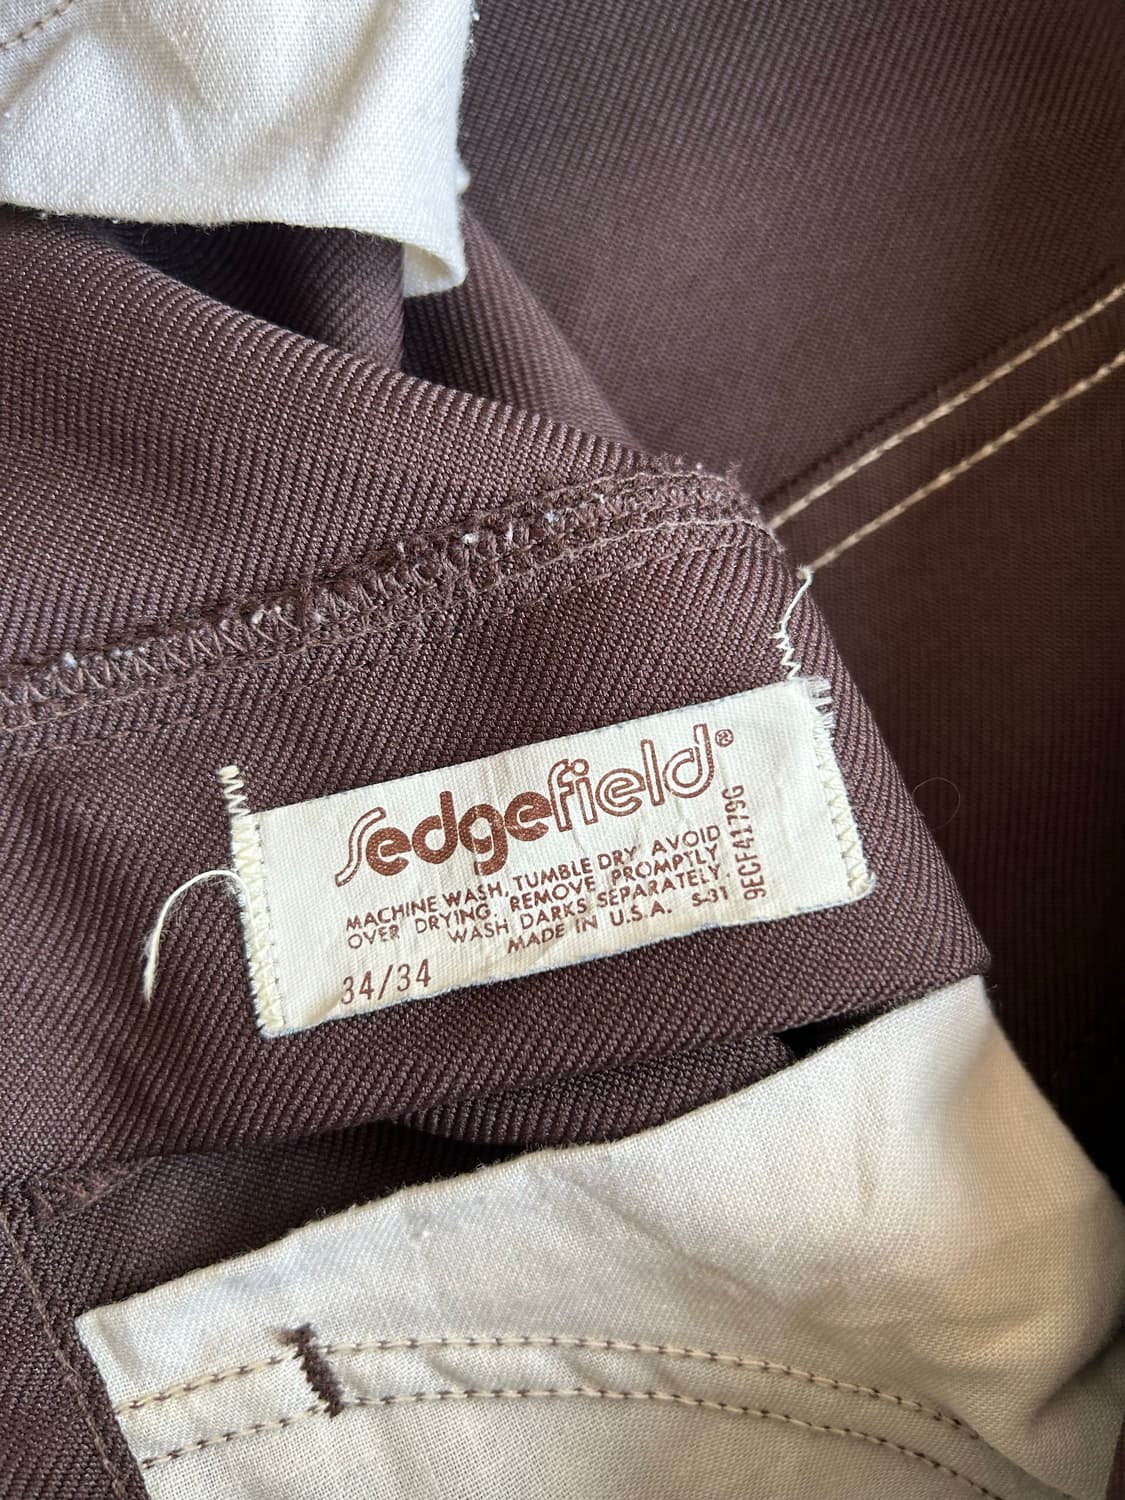 Sedgefield®
MACHINE WASH, TUMBLE DRY AVOID
OVER DRYING. REMOVE PROMPTLY
WASH DARKS SEPARATELY.
MADE IN U.S.A. S-31
34/34
9ECF4179G